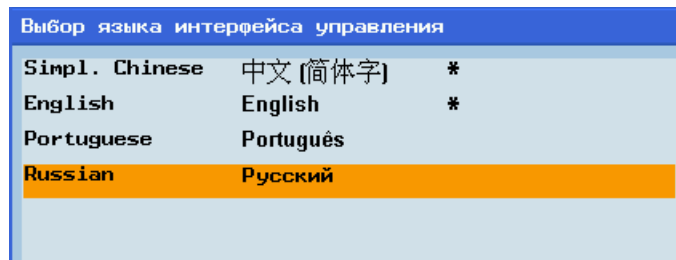 Выбор языка интерфейса управления
Simpl. Chinese 中文 (简体字) *
English English *
Portuguese Português
Russian Русский